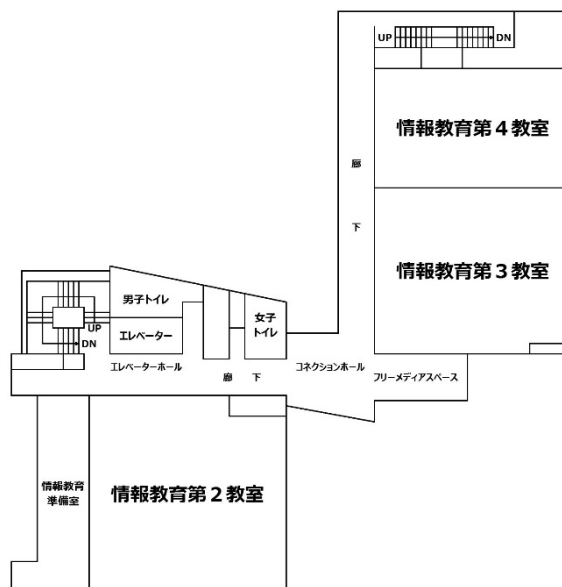 UP
DN
情報教育第４教室
廊
下
情報教育第３教室
男子トイレ
女子
トイレ
UP
エレベーター
DN
エレベーターホール
廊
下
コネクションホール
フリーメディアスペース
情報教育
準備室
情報教育第２教室